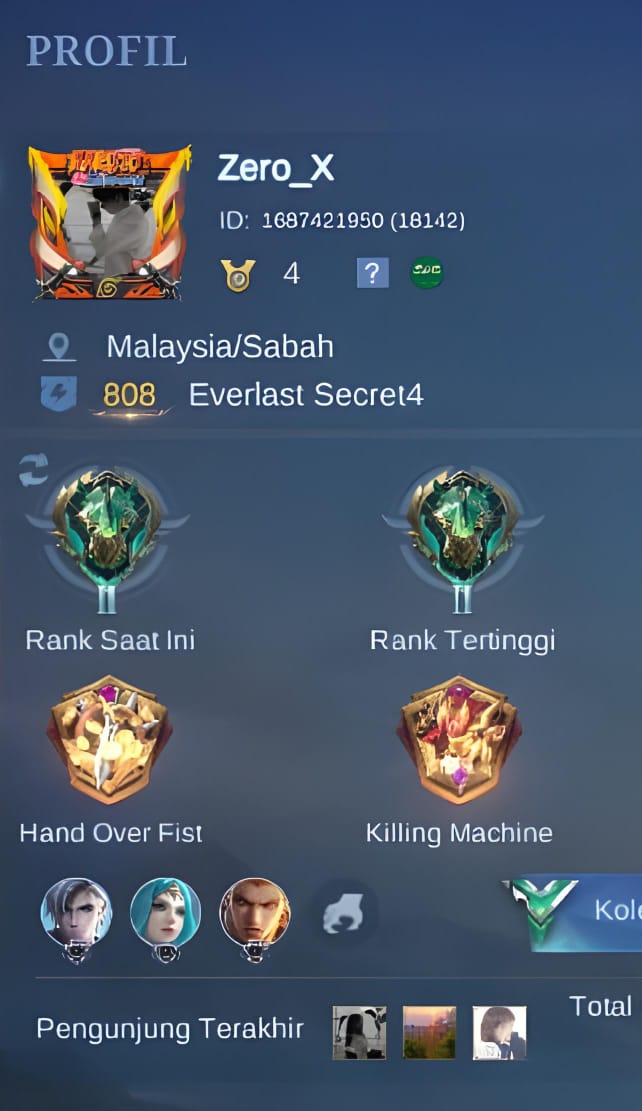 PROFIL
NARUTO
Zero_X
ID: 1687421950 (18142)
4 ?
Malaysia/Sabah
808 Everlast Secret4
II II
Rank Saat Ini Rank Tertinggi
Hand Over Fist Killing Machine
Kole
Pengunjung Terakhir
Total